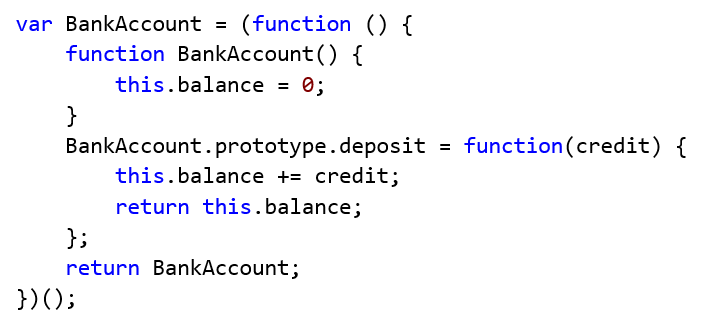 var BankAccount = (function () {
    function BankAccount() {
        this.balance = 0;
    }
    BankAccount.prototype.deposit = function(credit) {
        this.balance += credit;
        return this.balance;
    };
    return BankAccount;
})();